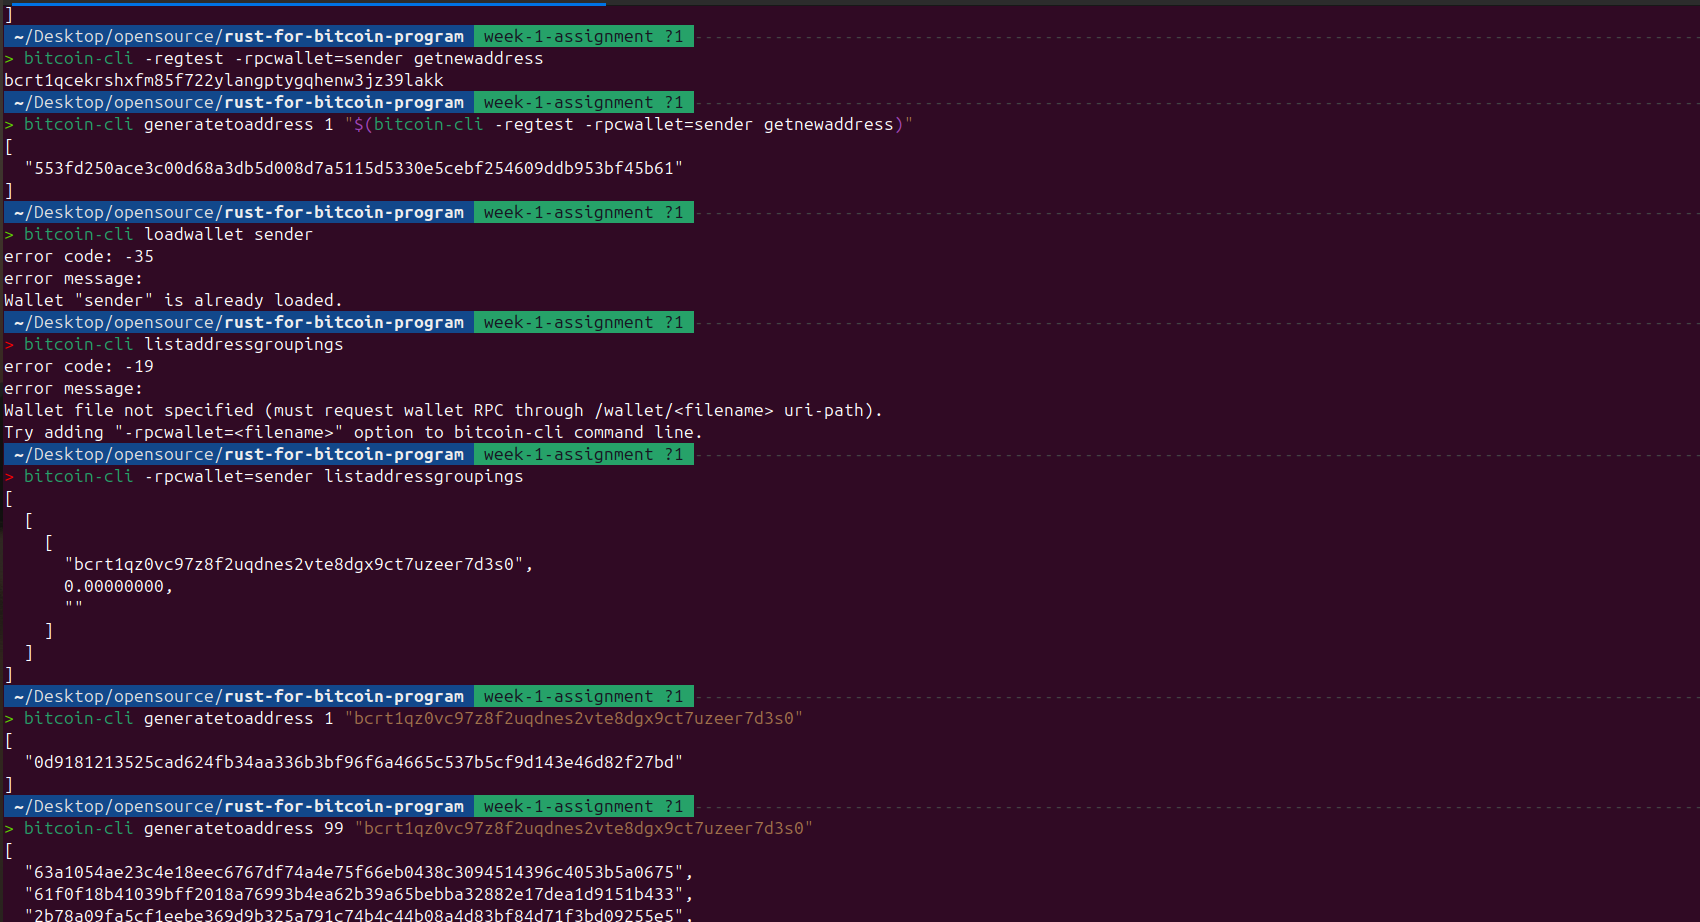 ]
~/Desktop/opensource/rust-for-bitcoin-program week-1-assignment ?1
> bitcoin-cli -regtest -rpcwallet=sender getnewaddress
bcrt1qcekrshxfm85f722ylangptygqhenw3jz39lakk
~/Desktop/opensource/rust-for-bitcoin-program week-1-assignment ?1
> bitcoin-cli generatetoaddress 1 "$(bitcoin-cli -regtest -rpcwallet=sender getnewaddress)"
[
"553fd250ace3c00d68a3db5d008d7a5115d5330e5cebf254609ddb953bf45b61"
]
~/Desktop/opensource/rust-for-bitcoin-program week-1-assignment ?1
> bitcoin-cli loadwallet sender
error code: -35
error message:
Wallet "sender" is already loaded.
~/Desktop/opensource/rust-for-bitcoin-program week-1-assignment ?1
> bitcoin-cli listaddressgroupings
error code: -19
error message:
Wallet file not specified (must request wallet RPC through /wallet/<filename> uri-path).
Try adding "-rpcwallet=<filename>" option to bitcoin-cli command line.
~/Desktop/opensource/rust-for-bitcoin-program week-1-assignment ?1
> bitcoin-cli -rpcwallet=sender listaddressgroupings
[
[
[
"bcrt1qz0vc97z8f2uqdnes2vte8dgx9ct7uzeer7d3s0",
0.00000000,
""
]
]
]
~/Desktop/opensource/rust-for-bitcoin-program week-1-assignment ?1
> bitcoin-cli generatetoaddress 1 "bcrt1qz0vc97z8f2uqdnes2vte8dgx9ct7uzeer7d3s0"
[
"0d9181213525cad624fb34aa336b3bf96f6a4665c537b5cf9d143e46d82f27bd"
]
~/Desktop/opensource/rust-for-bitcoin-program week-1-assignment ?1
> bitcoin-cli generatetoaddress 99 "bcrt1qz0vc97z8f2uqdnes2vte8dgx9ct7uzeer7d3s0"
[
"63a1054ae23c4e18eec6767df74a4e75f66eb0438c3094514396c4053b5a0675",
"61f0f18b41039bff2018a76993b4ea62b39a65bebba32882e17dea1d9151b433",
"2b78a09fa5cf1eebe369d9b325a791c74b4c44b08a4d83bf84d71f3bd09255e5",